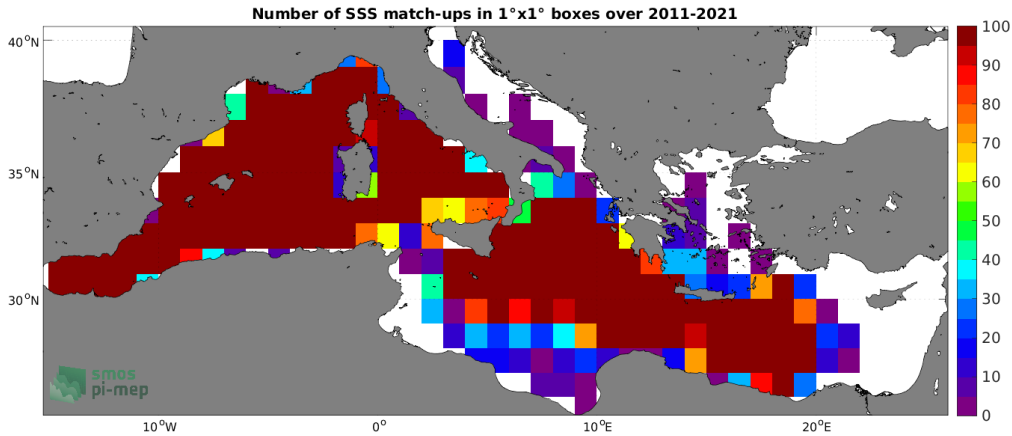 Number of SSS match-ups in 1°x1° boxes over 2011-2021
40°N
35°N
30°N
10°W
0°
10°E
20°E
100
90
80
70
60
50
40
30
20
10
0
smos
pi-mep